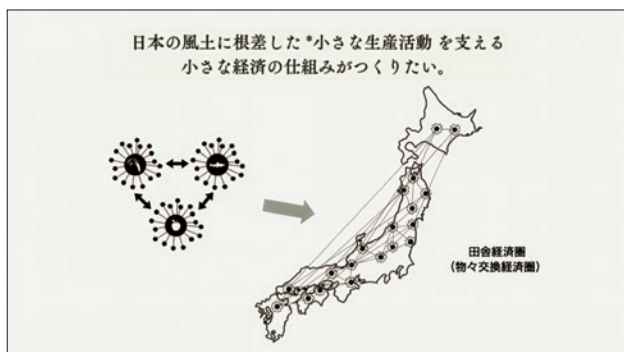 日本の風土に根差した *小さな生産活動 を支える
小さな経済の仕組みがつくりたい。
田舎経済圏
（物々交換経済圏）